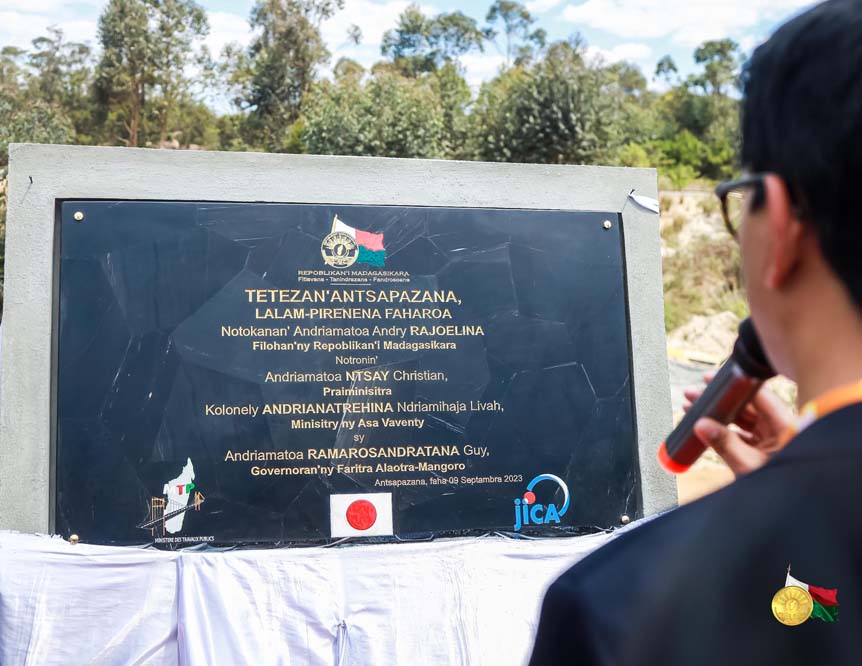 REPOBLIKAN'I MADAGASIKARA
Fitiavana - Tanindrazana - Fandrosoana
TETEZAN'ANTSAPAZANA,
LALAM-PIRENENA FAHAROA
Notokanan' Andriamatoa Andry RAJOELINA
Filohan'ny Repoblikan'i Madagasikara
Notronin'
Andriamatoa NTSAY Christian,
Praiminisitra
Kolonely ANDRIANATREHINA Ndriamihaja Livah,
Ministry ny Asa Vaventy
sy
Andriamatoa RAMAROSANDRATANA Guy,
Governoran'ny Faritra Alaotra-Mangoro
Antsapazana, faha 09 Septambra 2023
MINISTERE DES TRAVAUX PUBLICS
jICA